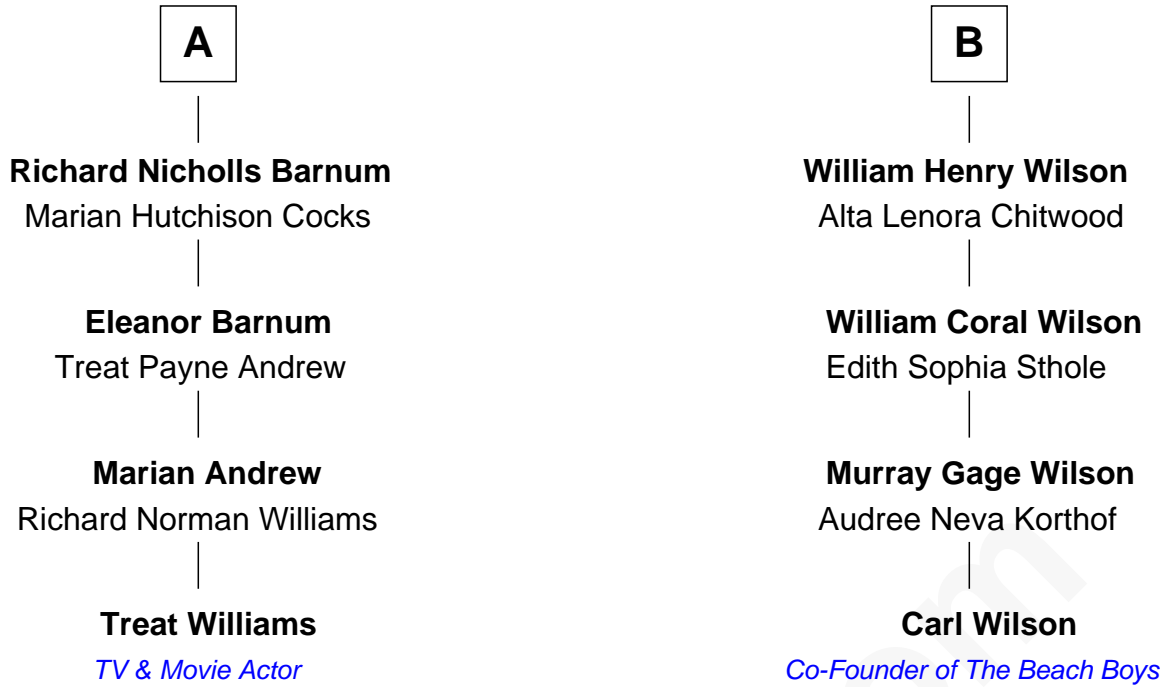 A
Richard Nicholls Barnum
Marian Hutchison Cocks
Eleanor Barnum
Treat Payne Andrew
Marian Andrew
Richard Norman Williams
Treat Williams
TV & Movie Actor
B
William Henry Wilson
Alta Lenora Chitwood
William Coral Wilson
Edith Sophia Sthole
Murray Gage Wilson
Audree Neva Korthof
Carl Wilson
Co-Founder of The Beach Boys